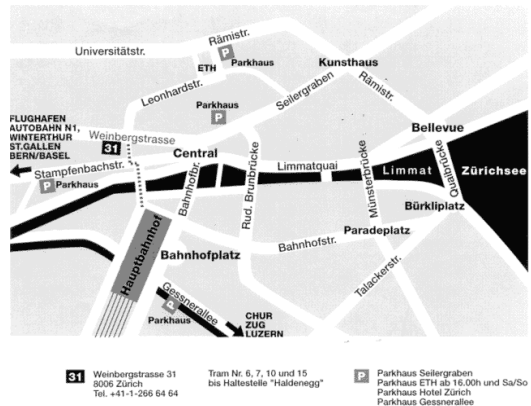 Universitätstr.
Rämistr.
P
Parkhaus
ETH
Kunsthaus
Leonhardstr.
Parkhaus
P
Seilergraben
Rämistr.
FLUGHAFEN
AUTOBAHN N1,
WINTERTHUR
ST.GALLEN
BERN/BASEL
Weinbergstrasse
31
Bellevue
Stampfenbachstr.
P Parkhaus
Central
Limmatquai
Limmat
Quaibrücke
Zürichsee
Bahnhofbr.
Rud. Brunbrücke
Münsterbrücke
Bürkliplatz
Hauptbahnhof
Bahnhofplatz
Bahnhofstr.
Paradeplatz
Talackerstr.
Gessnerallee
P
Parkhaus
CHUR
ZUG
LUZERN
31
Weinbergstrasse 31
8006 Zürich
Tel. +41-1-266 64 64
Tram Nr. 6, 7, 10 und 15
bis Haltestelle "Haldenegg"
P
Parkhaus Seilergraben
Parkhaus ETH ab 16.00h und Sa/So
Parkhaus Hotel Zürich
Parkhaus Gessnerallee